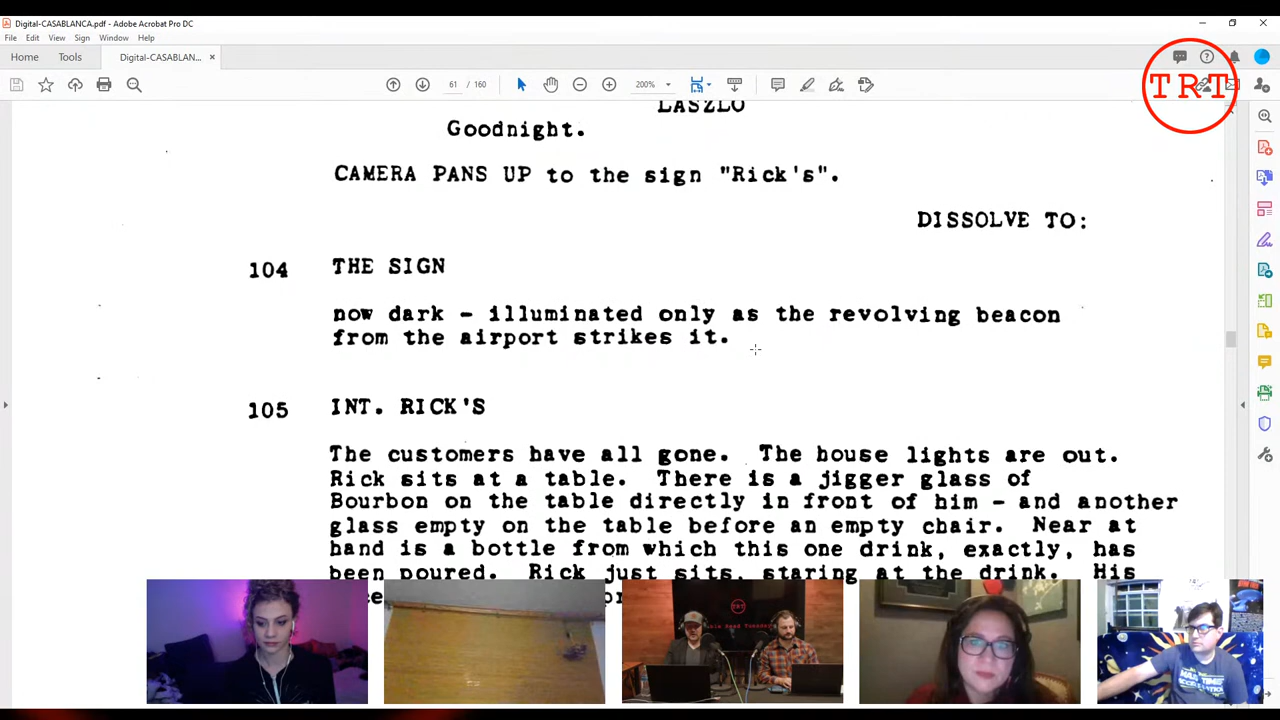 Digital-CASABLANCA.pdf - Adobe Acrobat Pro DC
File Edit View Sign Window Help
Home Tools Digital-CASABLAN... ×
61 / 160 200%
TRT
LASZLO
Goodnight.
CAMERA PANS UP to the sign "Rick's".
DISSOLVE TO:
104 THE SIGN
now dark - illuminated only as the revolving beacon
from the airport strikes it.
105 INT. RICK'S
The customers have all gone. The house lights are out.
Rick sits at a table. There is a jigger glass of
Bourbon on the table directly in front of him - and another
glass empty on the table before an empty chair. Near at
hand is a bottle from which this one drink, exactly, has
been poured. Rick just sits, staring at the drink. His
TRT